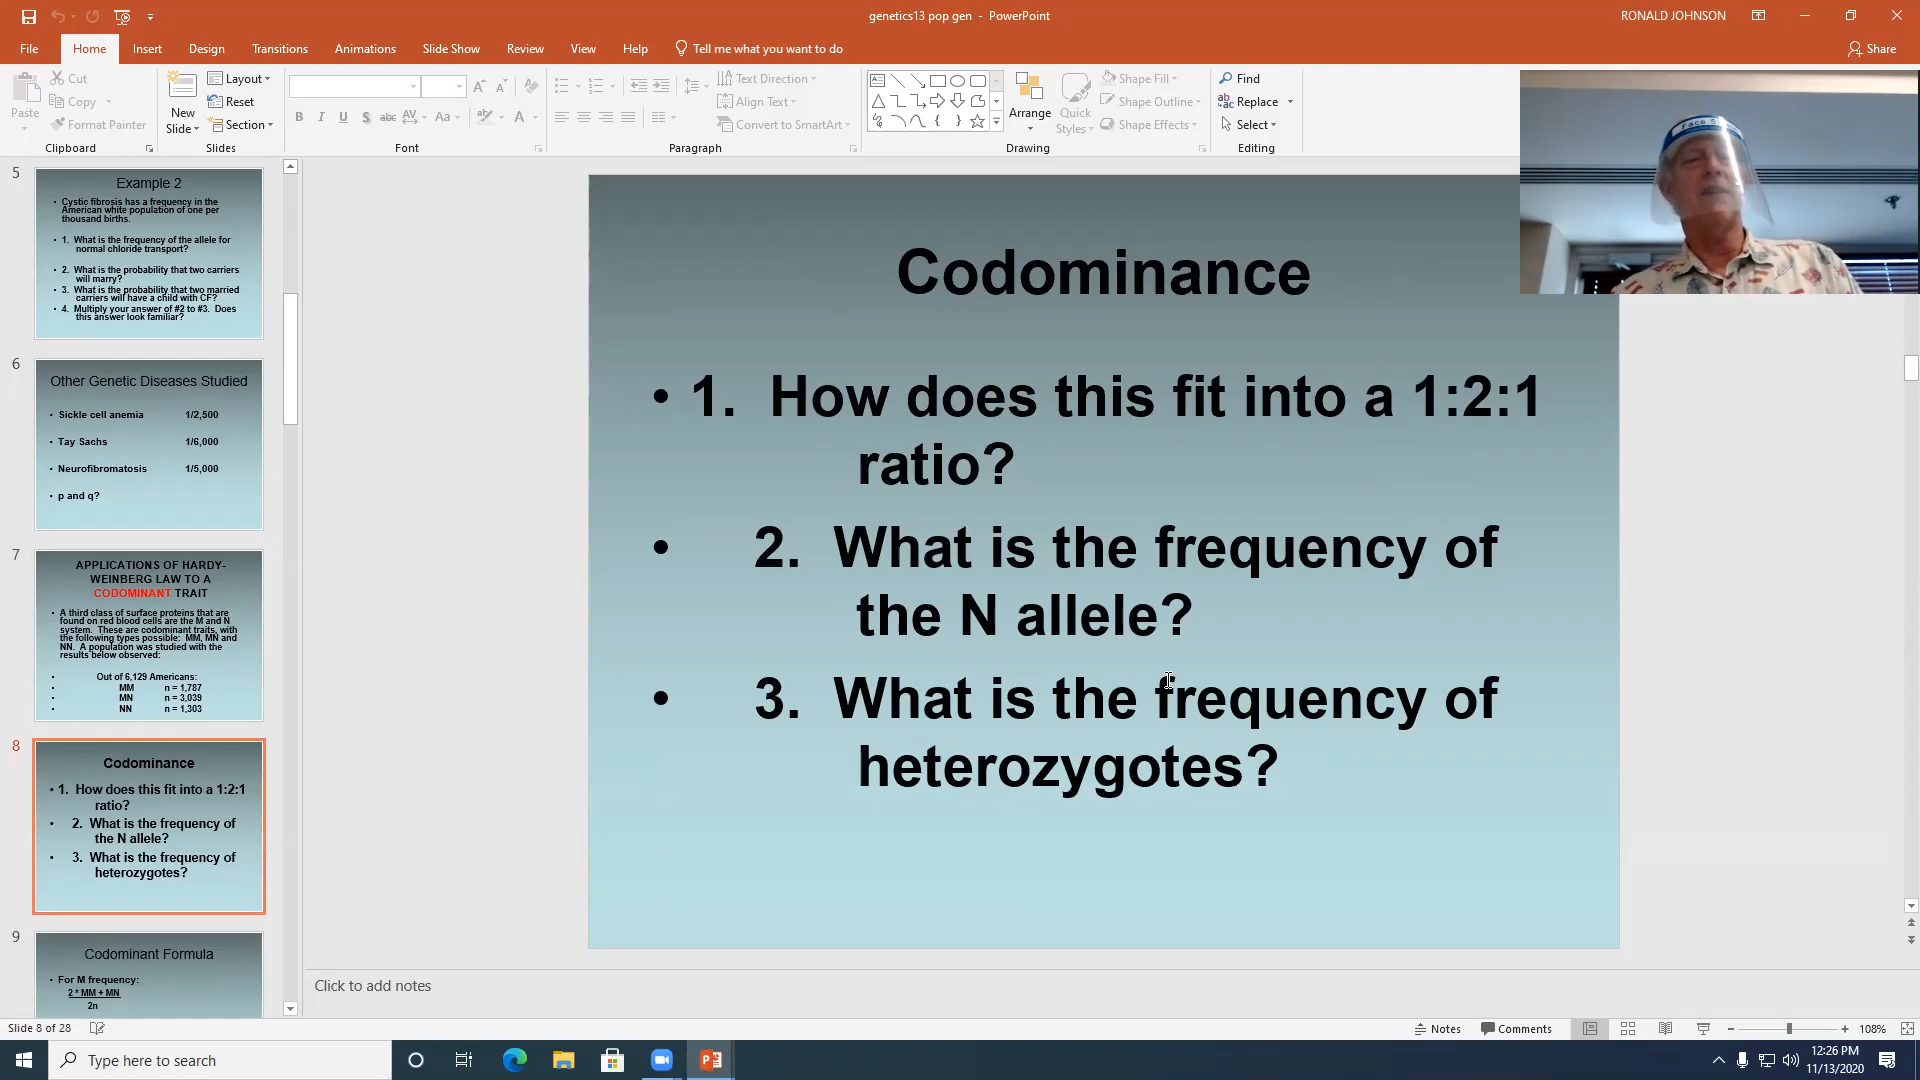 genetics13 pop gen - PowerPoint
RONALD JOHNSON
File Home Insert Design Transitions Animations Slide Show Review View Help Tell me what you want to do
Share
Paste
Cut
Copy
Format Painter
Clipboard
New Slide
Layout
Reset
Section
Slides
B I U S abc AV Aa A
Font
Text Direction
Align Text
Convert to SmartArt
Paragraph
Arrange
Quick Styles
Shape Fill
Shape Outline
Shape Effects
Drawing
Find
Replace
Select
Editing
5
Example 2
• Cystic fibrosis has a frequency in the
American white population of one per
thousand births.
• 1. What is the frequency of the allele for
normal chloride transport?
• 2. What is the probability that two carriers
will marry?
• 3. What is the probability that two married
carriers will have a child with CF?
• 4. Multiply your answer of #2 to #3. Does
this answer look familiar?
6
Other Genetic Diseases Studied
• Sickle cell anemia 1/2,500
• Tay Sachs 1/6,000
• Neurofibromatosis 1/5,000
• p and q?
7
APPLICATIONS OF HARDY-
WEINBERG LAW TO A
CODOMINANT TRAIT
• A third class of surface proteins that are
found on red blood cells are the M and N
system. These are codominant traits, with
the following types possible: MM, MN and
NN. A population was studied with the
results below observed:
• Out of 6,129 Americans:
• MM n = 1,787
• MN n = 3,039
• NN n = 1,303
8
Codominance
• 1. How does this fit into a 1:2:1
ratio?
• 2. What is the frequency of
the N allele?
• 3. What is the frequency of
heterozygotes?
9
Codominant Formula
• For M frequency:
2 * MM + MN
2n
Codominance
• 1. How does this fit into a 1:2:1
ratio?
• 2. What is the frequency of
the N allele?
• 3. What is the frequency of
heterozygotes?
Face S
Click to add notes
Slide 8 of 28
Notes
Comments
108%
Type here to search
12:26 PM
11/13/2020